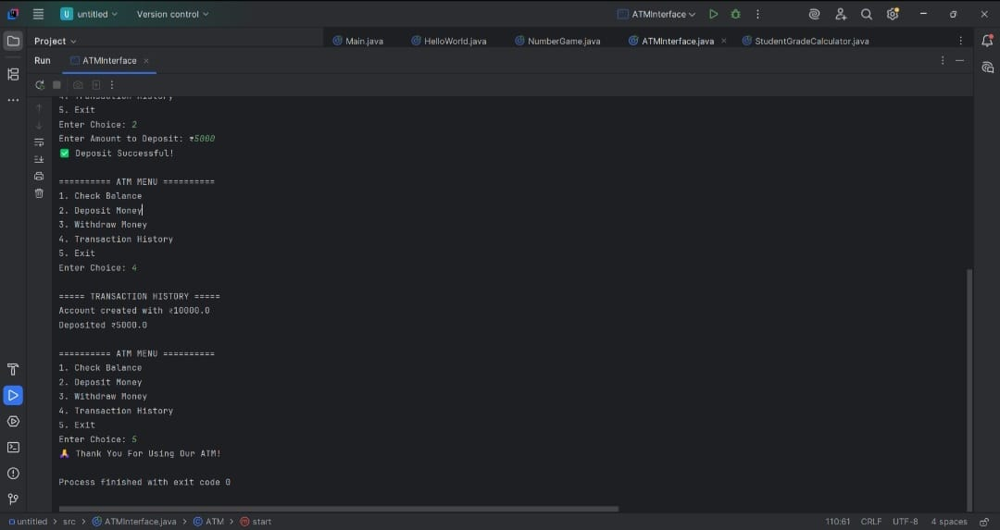 U untitled
Version control
ATMInterface
Project
Main.java
HelloWorld.java
NumberGame.java
ATMInterface.java
StudentGradeCalculator.java
Run
ATMInterface
4. Transaction History
5. Exit
Enter Choice: 2
Enter Amount to Deposit: ₹5000
✅ Deposit Successful!
========== ATM MENU ==========
1. Check Balance
2. Deposit Money
3. Withdraw Money
4. Transaction History
5. Exit
Enter Choice: 4
===== TRANSACTION HISTORY =====
Account created with ₹10000.0
Deposited ₹5000.0
========== ATM MENU ==========
1. Check Balance
2. Deposit Money
3. Withdraw Money
4. Transaction History
5. Exit
Enter Choice: 5
🙏 Thank You For Using Our ATM!
Process finished with exit code 0
untitled > src > ATMInterface.java > ATM > start
110:61 CRLF UTF-8 4 spaces